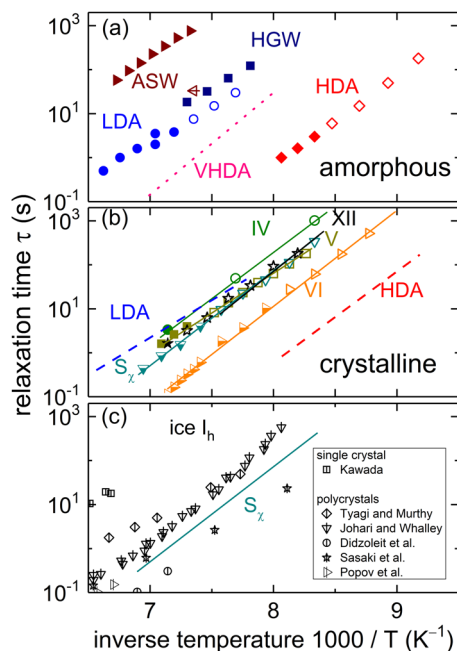 (a)
10³
HGW
ASW
HDA
10¹
LDA
VHDA
amorphous
10⁻¹
(b)
XII
10³
IV
V
LDA
VI
10¹
HDA
Sχ
crystalline
10⁻¹
(c)
10³
ice Iₕ
single crystal
Kawada
10¹
Sχ
polycrystals
Tyagi and Murthy
Johari and Whalley
Didzoleit et al.
Sasaki et al.
Popov et al.
10⁻¹
7 8 9
inverse temperature 1000 / T (K⁻¹)
relaxation time τ (s)